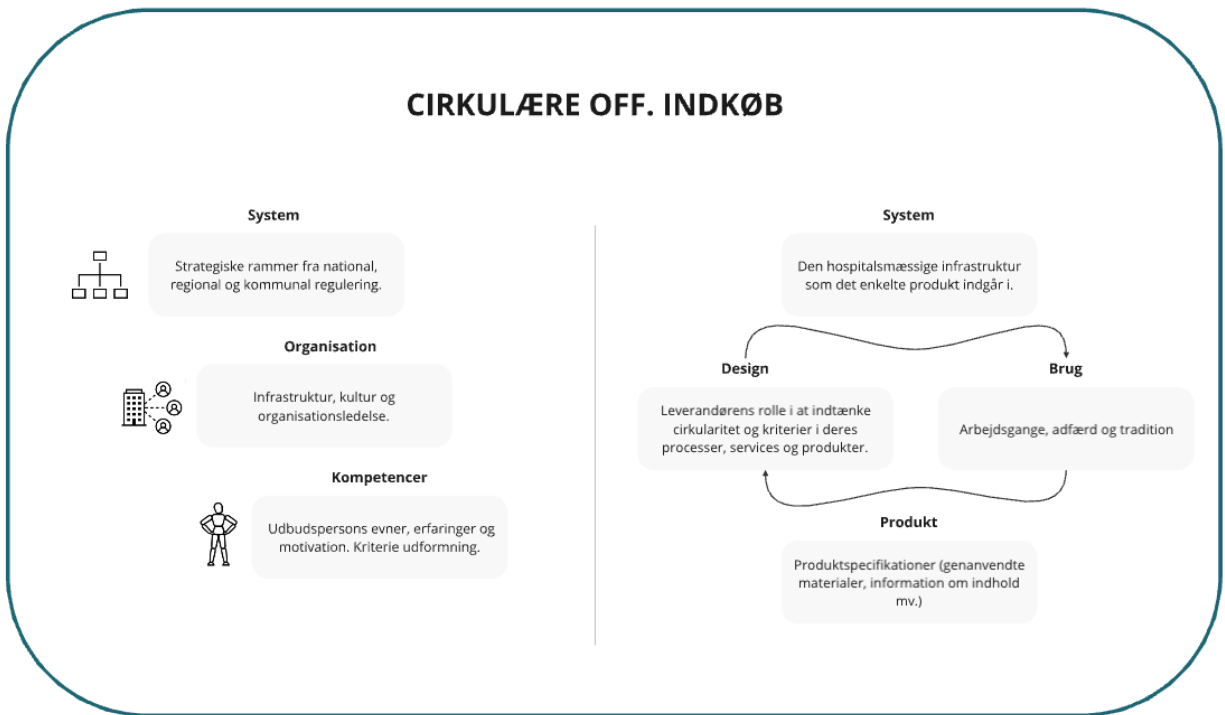 CIRKULÆRE OFF. INDKØB
System
Strategiske rammer fra national,
regional og kommunal regulering.
Organisation
Infrastruktur, kultur og
organisationsledelse.
Kompetencer
Udbudspersons evner, erfaringer og
motivation. Kriterie udformning.
System
Den hospitalsmæssige infrastruktur
som det enkelte produkt indgår i.
Design
Leverandørens rolle i at indtænke
cirkularitet og kriterier i deres
processer, services og produkter.
Brug
Arbejdsgange, adfærd og tradition
Produkt
Produktspecifikationer (genanvendte
materialer, information om indhold
mv.)